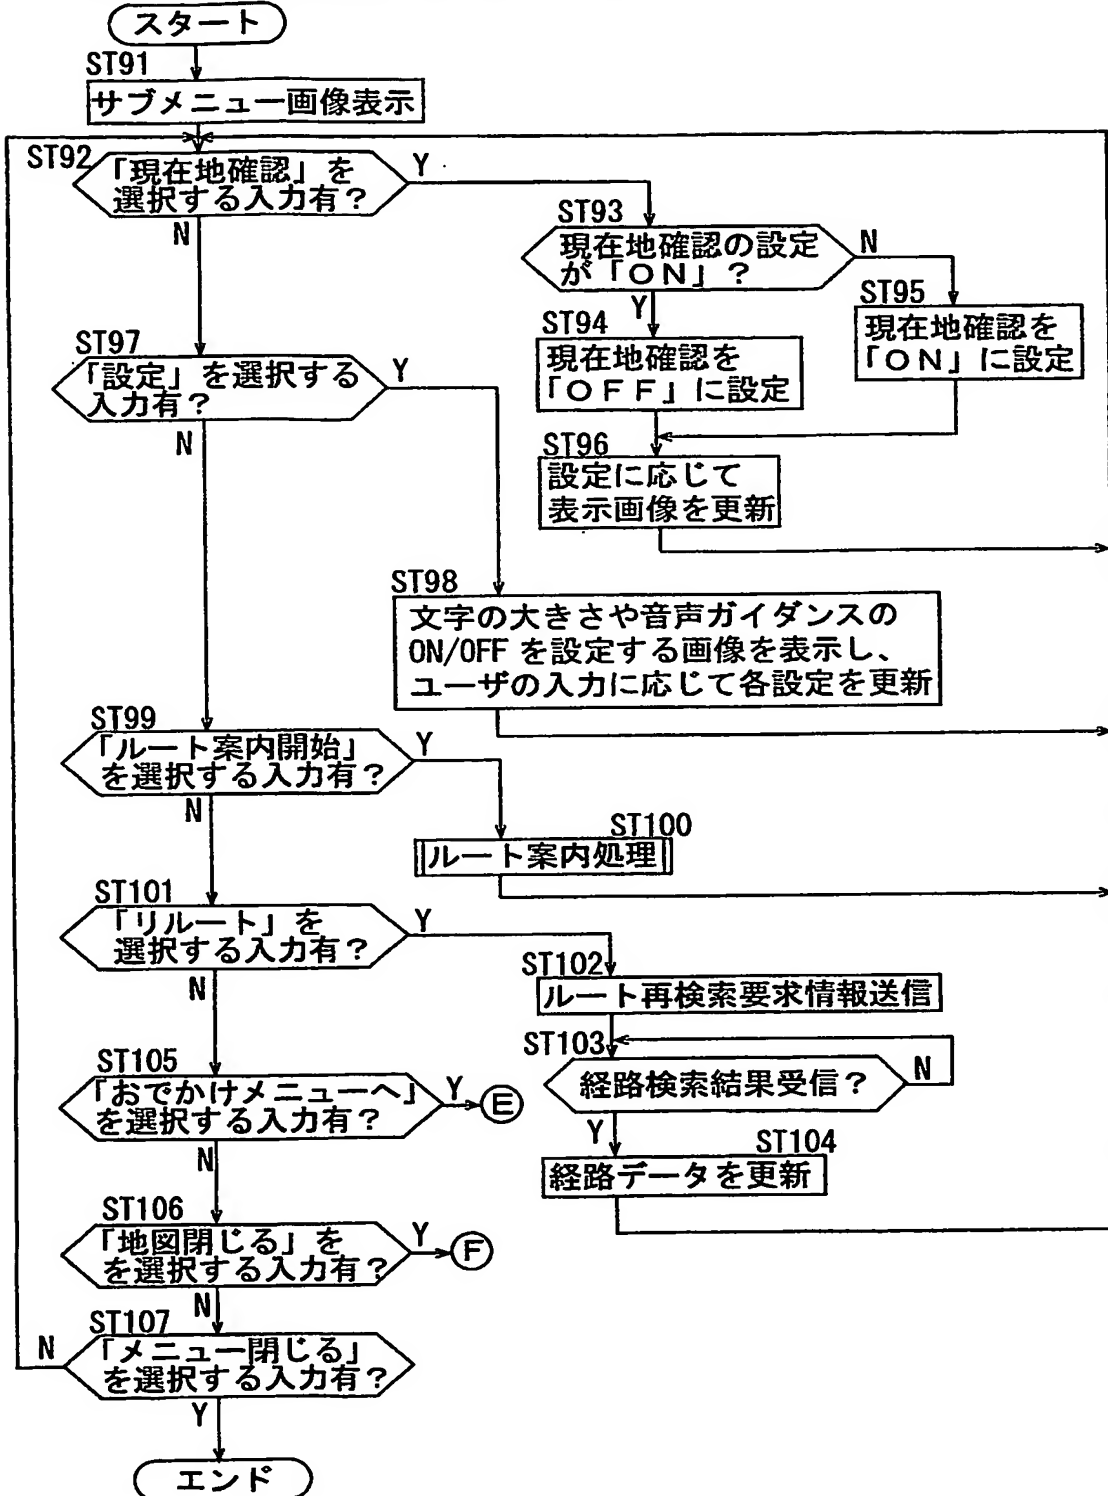 スタート
ST91
サブメニュー画像表示
ST92
「現在地確認」を
選択する入力有?
Y
N
ST93
現在地確認の設定
が「ON」?
N
Y
ST94
現在地確認を
「OFF」に設定
ST95
現在地確認を
「ON」に設定
ST96
設定に応じて
表示画像を更新
ST97
「設定」を選択する
入力有?
Y
N
ST98
文字の大きさや音声ガイダンスの
ON/OFFを設定する画像を表示し、
ユーザの入力に応じて各設定を更新
ST99
「ルート案内開始」
を選択する入力有?
Y
N
ST100
ルート案内処理
ST101
「リルート」を
選択する入力有?
Y
N
ST102
ルート再検索要求情報送信
ST103
経路検索結果受信?
N
Y
ST104
経路データを更新
ST105
「おでかけメニューへ」
を選択する入力有?
Y
E
N
ST106
「地図閉じる」を
を選択する入力有?
Y
F
N
ST107
「メニュー閉じる」
を選択する入力有?
N
Y
エンド